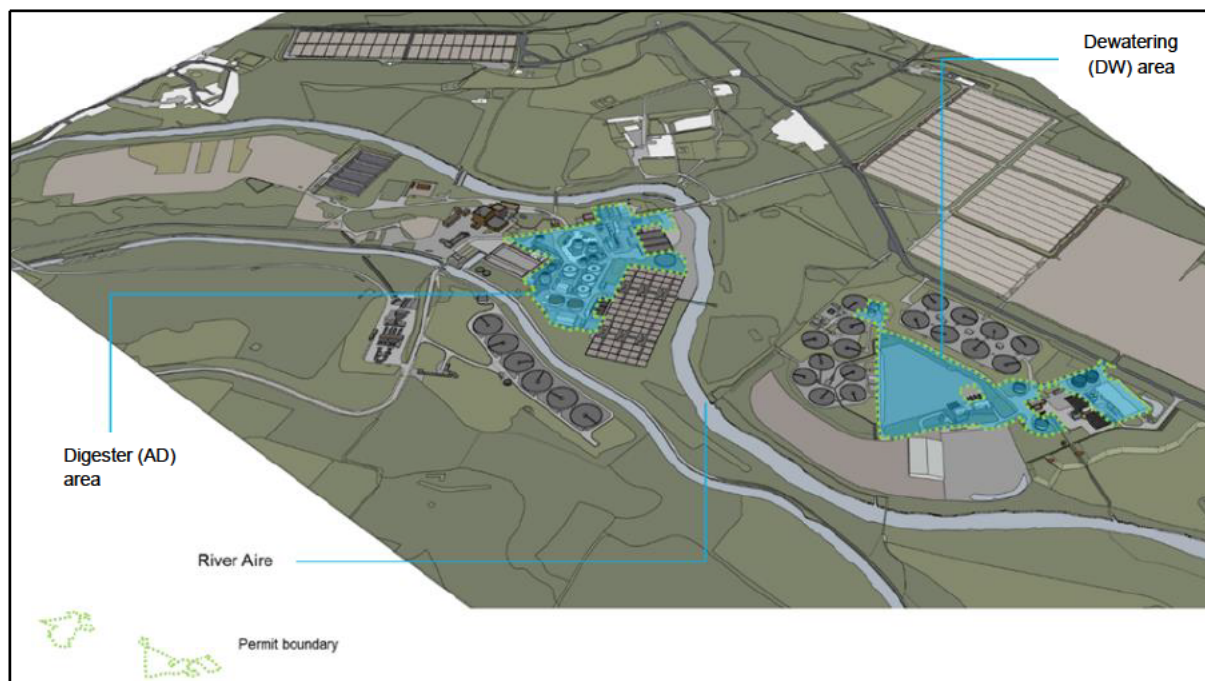 Dewatering
(DW) area
Digester (AD)
area
River Aire
Permit boundary